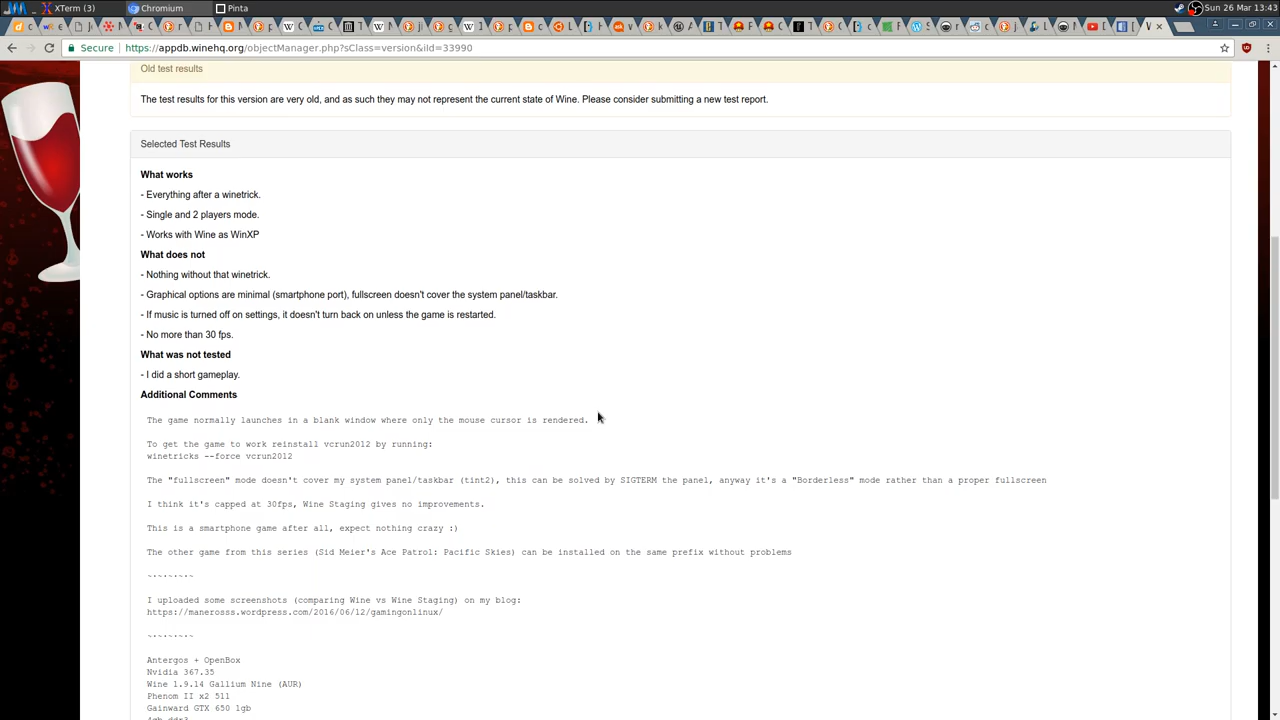 XTerm (3)
Chromium
Pinta
Sun 26 Mar 13:43
Secure
https://appdb.winehq.org/objectManager.php?sClass=version&iId=33990
Old test results
The test results for this version are very old, and as such they may not represent the current state of Wine. Please consider submitting a new test report.
Selected Test Results
What works
- Everything after a winetrick.
- Single and 2 players mode.
- Works with Wine as WinXP
What does not
- Nothing without that winetrick.
- Graphical options are minimal (smartphone port), fullscreen doesn't cover the system panel/taskbar.
- If music is turned off on settings, it doesn't turn back on unless the game is restarted.
- No more than 30 fps.
What was not tested
- I did a short gameplay.
Additional Comments
The game normally launches in a blank window where only the mouse cursor is rendered.
To get the game to work reinstall vcrun2012 by running:
winetricks --force vcrun2012
The "fullscreen" mode doesn't cover my system panel/taskbar (tint2), this can be solved by SIGTERM the panel, anyway it's a "Borderless" mode rather than a proper fullscreen
I think it's capped at 30fps, Wine Staging gives no improvements.
This is a smartphone game after all, expect nothing crazy :)
The other game from this series (Sid Meier's Ace Patrol: Pacific Skies) can be installed on the same prefix without problems
I uploaded some screenshots (comparing Wine vs Wine Staging) on my blog:
https://manerosss.wordpress.com/2016/06/12/gamingonlinux/
Antergos + OpenBox
Nvidia 367.35
Wine 1.9.14 Gallium Nine (AUR)
Phenom II x2 511
Gainward GTX 650 1gb
4gb ddr3